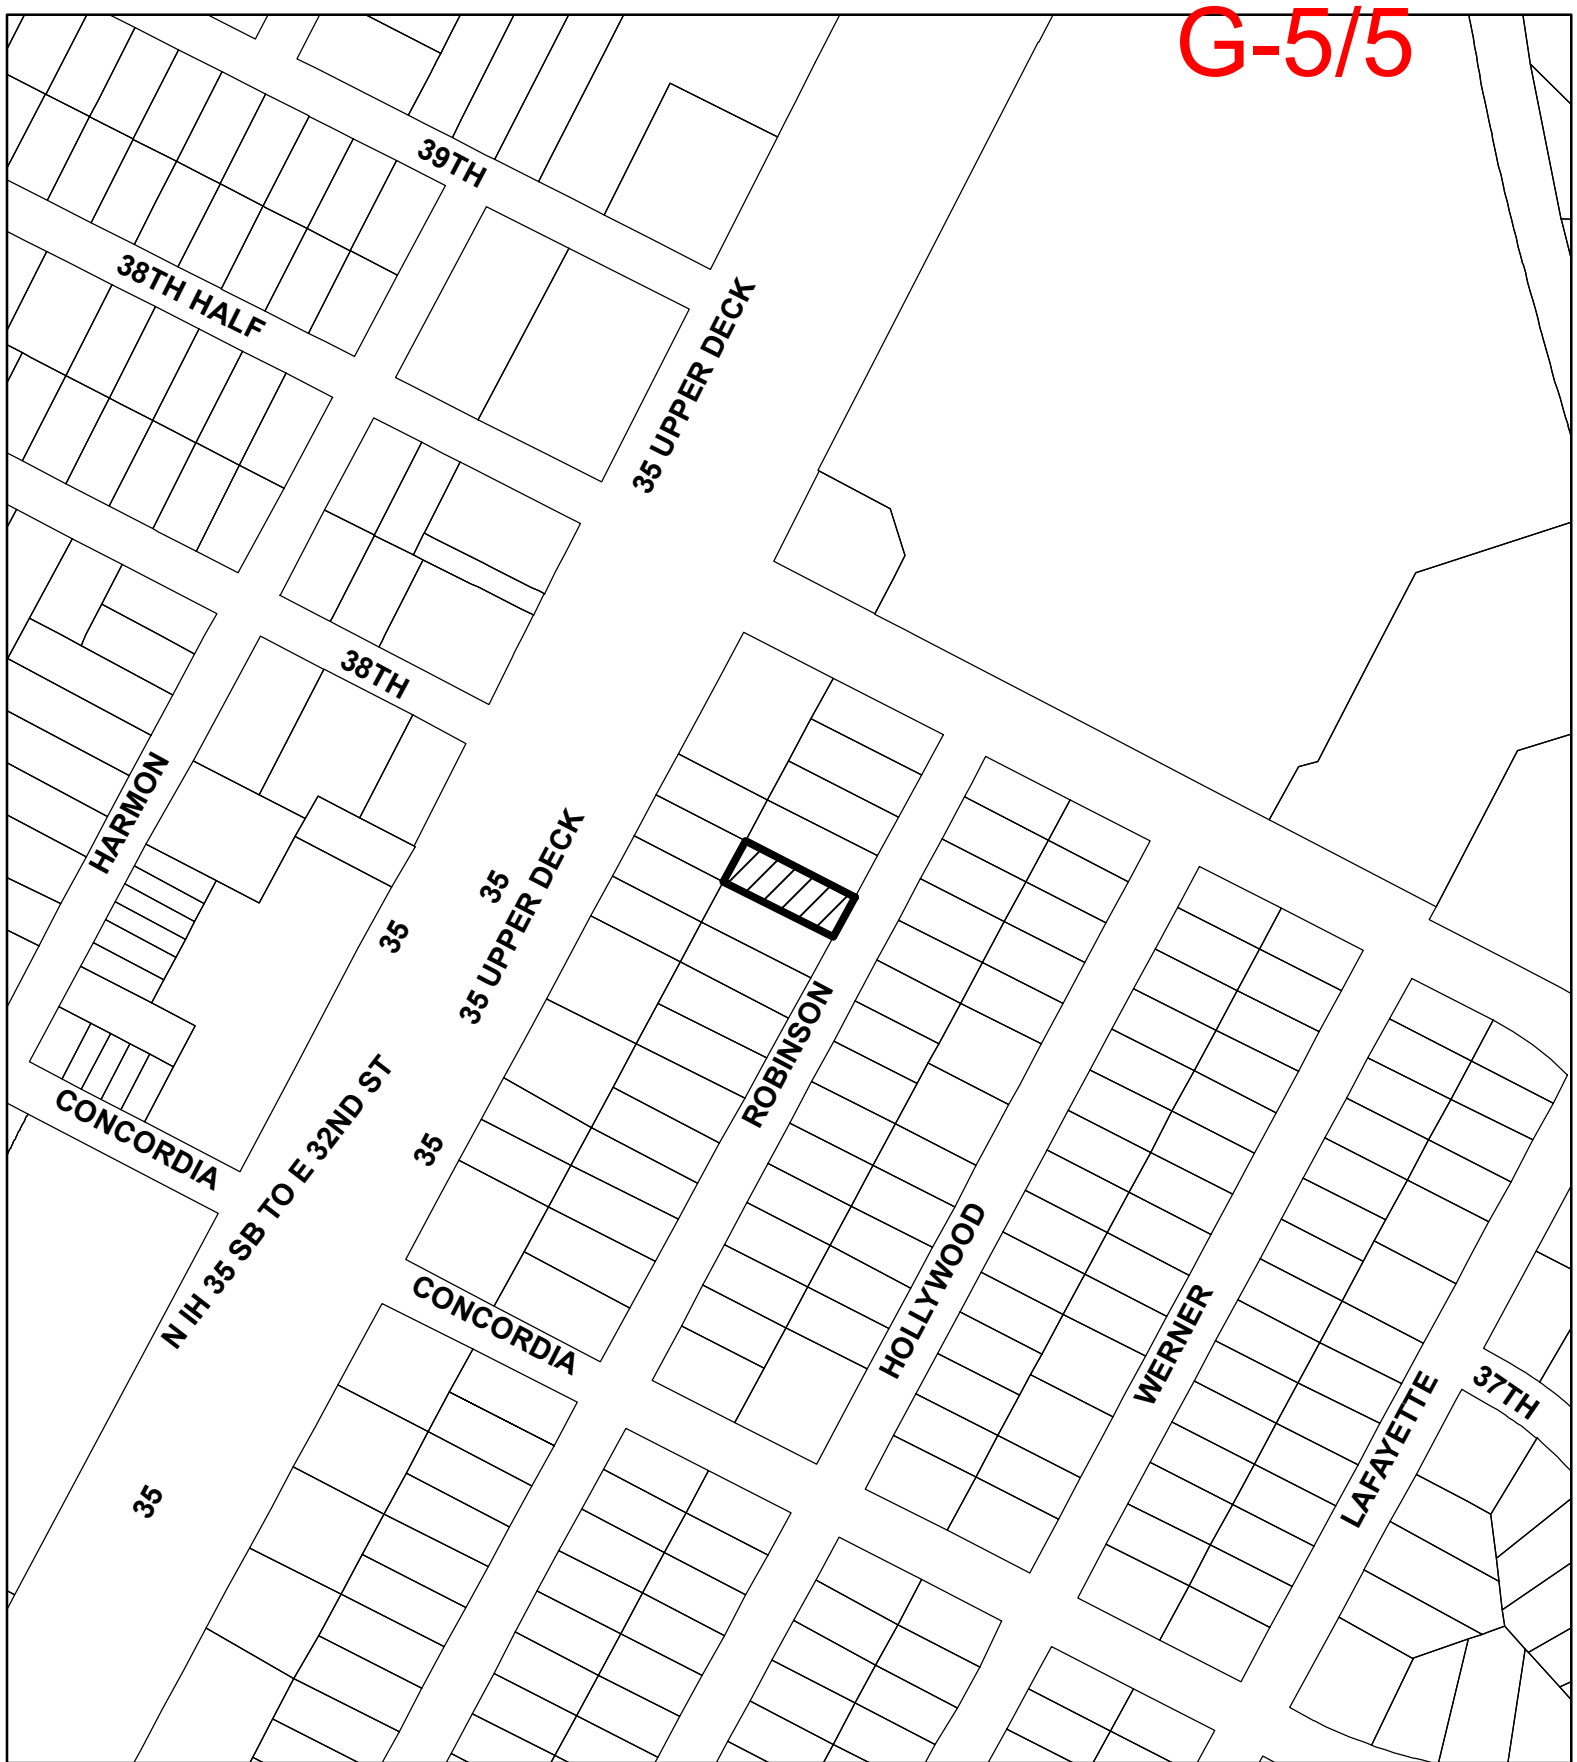 G-5/5
39TH
38TH HALF
35 UPPER DECK
38TH
HARMON
35
35 UPPER DECK
35
ROBINSON
CONCORDIA
N IH 35 SB TO E 32ND ST
35
HOLLYWOOD
CONCORDIA
WERNER
LAFAYETTE
37TH
35